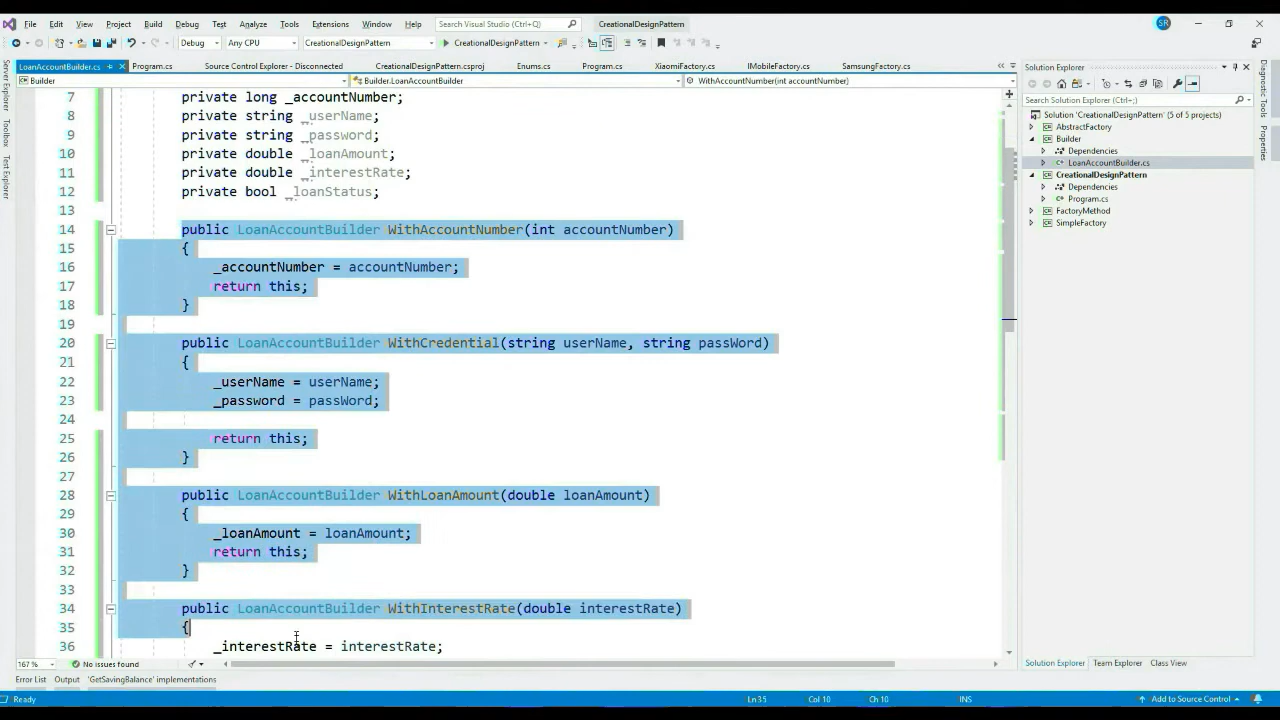 File Edit View Project Build Debug Test Analyze Tools Extensions Window Help Search Visual Studio (Ctrl+Q) CreationalDesignPattern SR
Debug Any CPU CreationalDesignPattern CreationalDesignPattern
LoanAccountBuilder.cs Program.cs Source Control Explorer - Disconnected CreationalDesignPattern.csproj Enums.cs Program.cs XiaomiFactory.cs IMobileFactory.cs SamsungFactory.cs
Builder Builder.LoanAccountBuilder WithAccountNumber(int accountNumber)
7 private long _accountNumber;
8 private string _userName;
9 private string _password;
10 private double _loanAmount;
11 private double _interestRate;
12 private bool _loanStatus;
13
14 public LoanAccountBuilder WithAccountNumber(int accountNumber)
15 {
16 _accountNumber = accountNumber;
17 return this;
18 }
19
20 public LoanAccountBuilder WithCredential(string userName, string passWord)
21 {
22 _userName = userName;
23 _password = passWord;
24
25 return this;
26 }
27
28 public LoanAccountBuilder WithLoanAmount(double loanAmount)
29 {
30 _loanAmount = loanAmount;
31 return this;
32 }
33
34 public LoanAccountBuilder WithInterestRate(double interestRate)
35 {
36 _interestRate = interestRate;
167 % No issues found
Error List Output 'GetSavingBalance' implementations
Ready Ln 35 Col 10 Ch 10 INS Add to Source Control
Server Explorer
Toolbox
Test Explorer
Solution Explorer
Search Solution Explorer (Ctrl+;)
Solution 'CreationalDesignPattern' (5 of 5 projects)
AbstractFactory
Builder
Dependencies
C# LoanAccountBuilder.cs
CreationalDesignPattern
Dependencies
C# Program.cs
FactoryMethod
SimpleFactory
Solution Explorer Team Explorer Class View
Diagnostic Tools
Properties